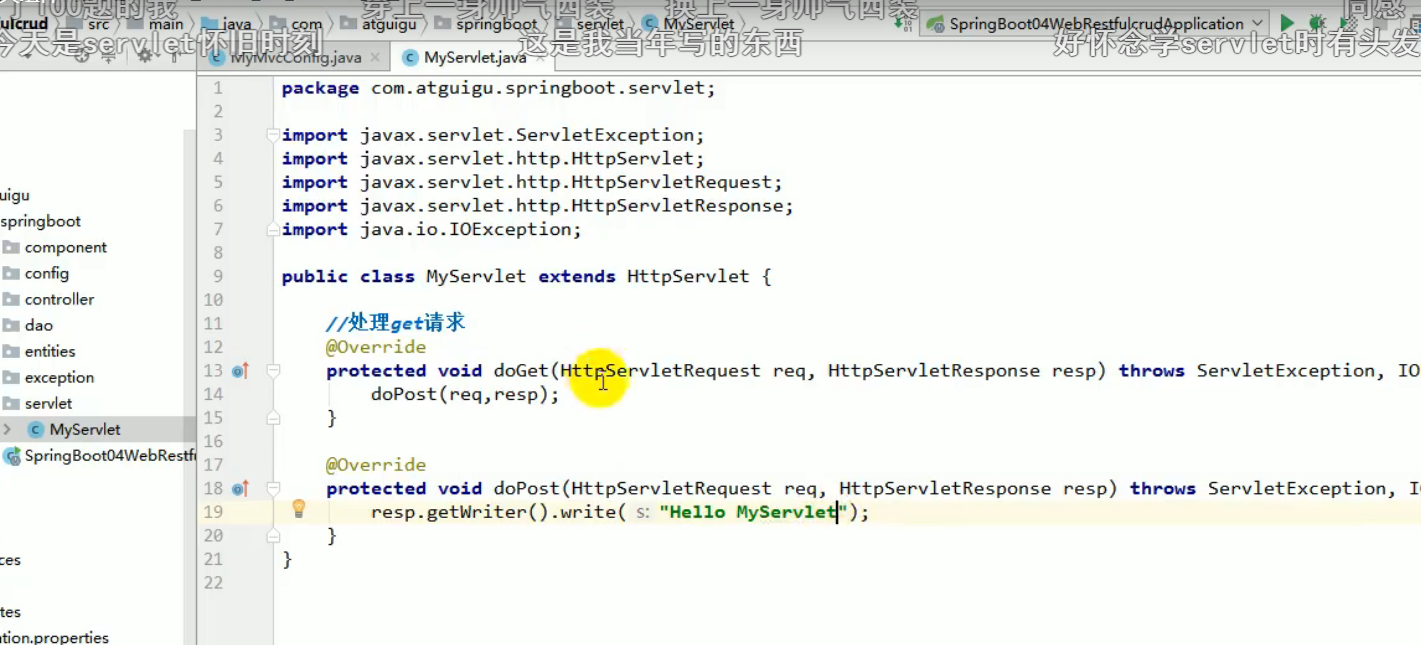 00题的我 穿上一身帅气西装 换上一身帅气西装 同感
src main java com atguigu springboot servlet MyServlet SpringBoot04WebRestfulcrudApplication
今天是servlet怀旧时刻 这是我当年写的东西 好怀念学servlet时有头发
MyMvcConfig.java MyServlet.java
1 package com.atguigu.springboot.servlet;
2
3 import javax.servlet.ServletException;
4 import javax.servlet.http.HttpServlet;
5 import javax.servlet.http.HttpServletRequest;
6 import javax.servlet.http.HttpServletResponse;
7 import java.io.IOException;
8
9 public class MyServlet extends HttpServlet {
10
11 //处理get请求
12 @Override
13 protected void doGet(HttpServletRequest req, HttpServletResponse resp) throws ServletException, IO
14 doPost(req,resp);
15 }
16
17 @Override
18 protected void doPost(HttpServletRequest req, HttpServletResponse resp) throws ServletException, IO
19 resp.getWriter().write( s: "Hello MyServlet");
20 }
21 }
22
uigu
springboot
component
config
controller
dao
entities
exception
servlet
MyServlet
SpringBoot04WebRestfu
ces
tes
tion.properties